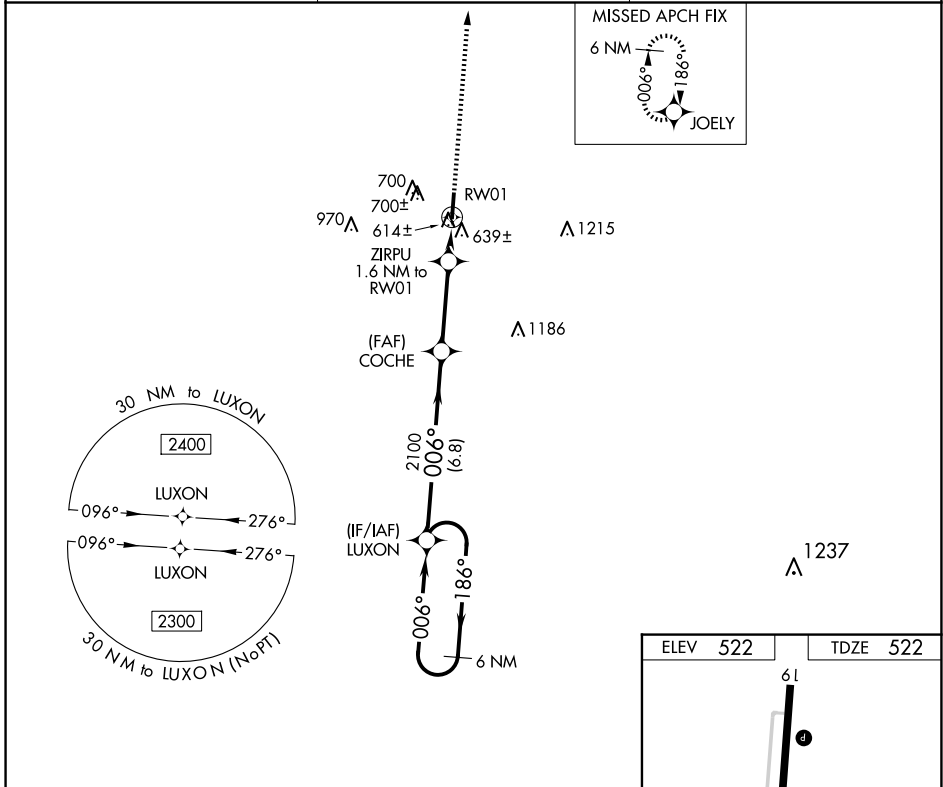 MISSED APCH FIX
6 NM
006°
186°
JOELY
700
700±
970
614±
RW01
639±
1215
ZIRPU
1.6 NM to
RW01
1186
(FAF)
COCHE
2100
006°
(6.8)
30 NM to LUXON
2400
LUXON
096°
276°
096°
276°
LUXON
2300
30 NM to LUXON (NoPT)
(IF/IAF)
LUXON
006°
186°
6 NM
1237
ELEV 522
TDZE 522
19
P